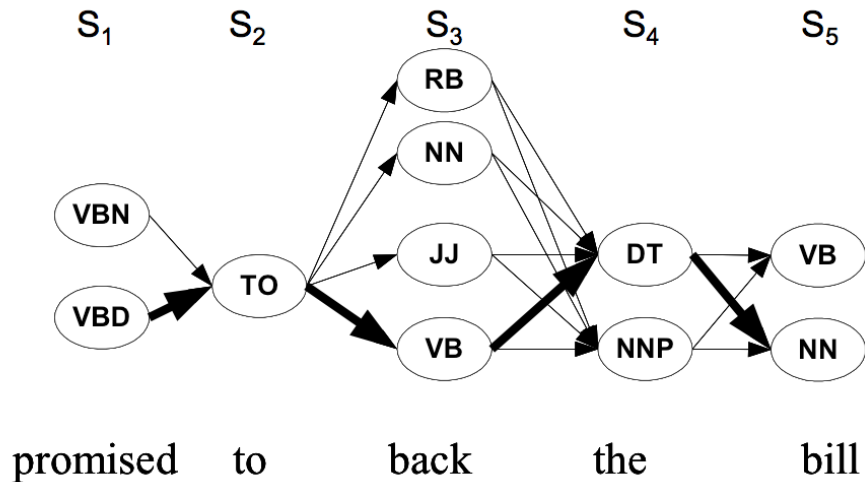 S1 S2 S3 S4 S5
RB
NN
VBN
JJ DT VB
TO
VBD
VB NNP NN
promised to back the bill